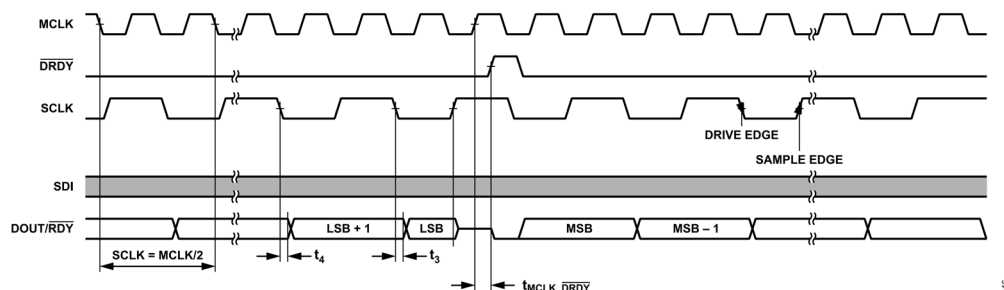 MCLK
DRDY
SCLK
DRIVE EDGE
SAMPLE EDGE
SDI
DOUT/RDY
LSB + 1
LSB
MSB
MSB – 1
SCLK = MCLK/2
t4
t3
tMCLK_DRDY